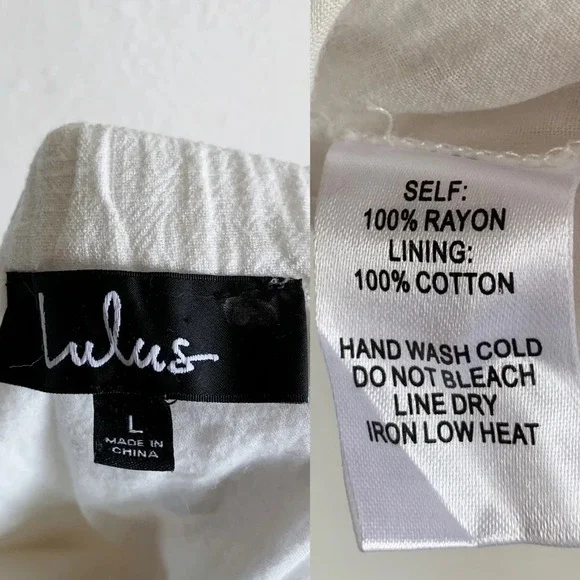 Lulus
L
MADE IN
CHINA
SELF:
100% RAYON
LINING:
100% COTTON
HAND WASH COLD
DO NOT BLEACH
LINE DRY
IRON LOW HEAT